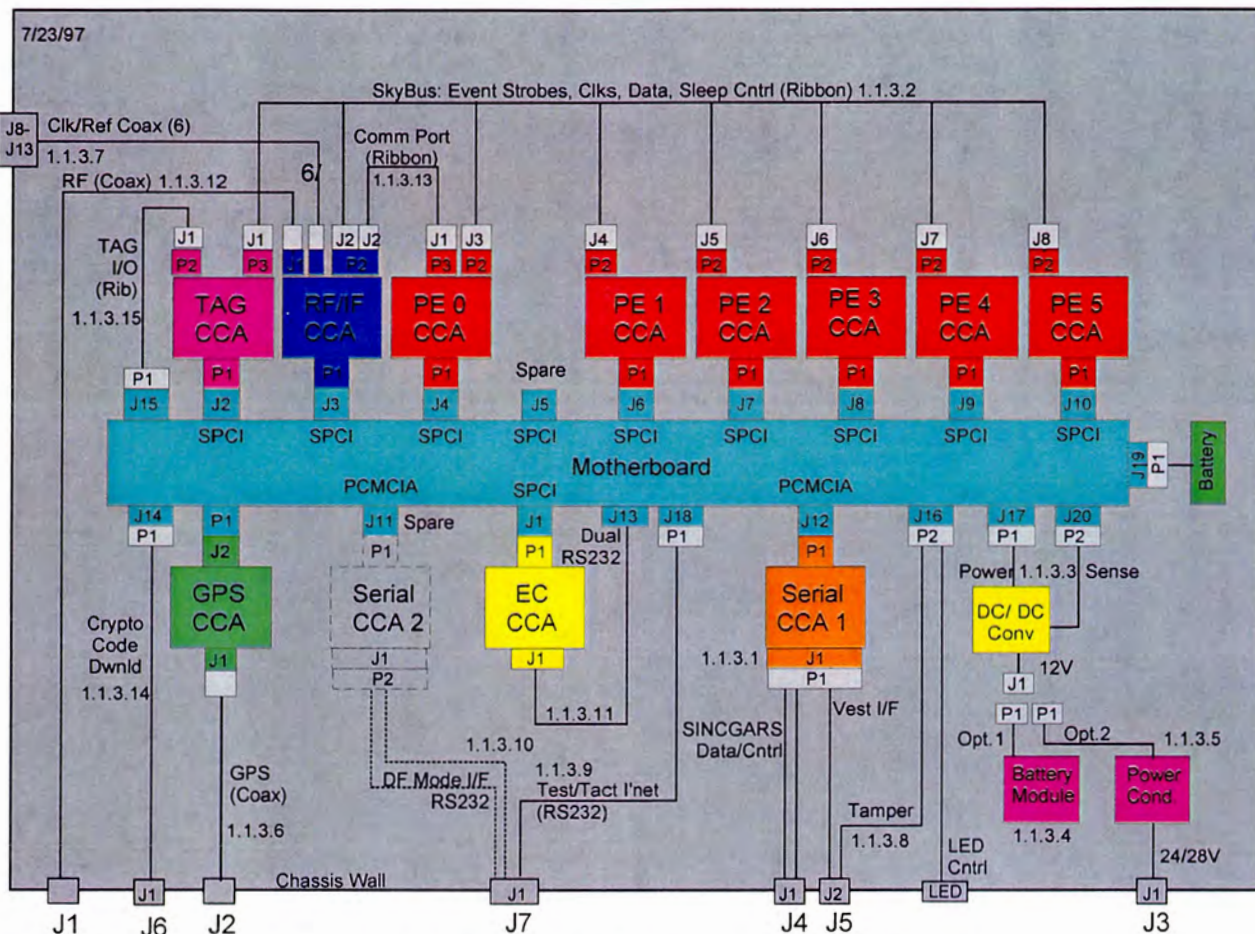 7/23/97
SkyBus: Event Strobes, Clks, Data, Sleep Cntrl (Ribbon) 1.1.3.2
J8-
J13
Clk/Ref Coax (6)
1.1.3.7
RF (Coax) 1.1.3.12
6/
Comm Port
(Ribbon)
1.1.3.13
TAG
I/O
(Rib)
1.1.3.15
J1
J1
J2
J2
J1
J3
J4
J5
J6
J7
J8
P2
P3
J1
P2
P3
P2
P2
P2
P2
P2
P2
TAG
CCA
RF/IF
CCA
PE 0
CCA
PE 1
CCA
PE 2
CCA
PE 3
CCA
PE 4
CCA
PE 5
CCA
P1
P1
P1
P1
Spare
P1
P1
P1
P1
P1
J15
J2
J3
J4
J5
J6
J7
J8
J9
J10
SPCI
SPCI
SPCI
SPCI
SPCI
SPCI
SPCI
SPCI
SPCI
Motherboard
J19
P1
Battery
PCMCIA
SPCI
PCMCIA
J14
P1
P1
J11
Spare
J1
J13
J18
J12
J16
J17
J20
P1
P2
P1
P2
J2
P1
P1
Dual
RS232
P1
Power
1.1.3.3
Sense
GPS
CCA
Serial
CCA 2
EC
CCA
Serial
CCA 1
DC/ DC
Conv
Crypto
Code
Dwnld
1.1.3.14
J1
J1
P2
J1
1.1.3.1
J1
P1
12V
J1
P1
P1
1.1.3.11
SINCGARS
Data/Cntrl
Vest I/F
Opt.1
Opt.2
1.1.3.5
1.1.3.10
DF Mode I/F
RS232
1.1.3.9
Test/Tact I'net
(RS232)
GPS
(Coax)
1.1.3.6
Battery
Module
1.1.3.4
Power
Cond.
Tamper
1.1.3.8
LED
Cntrl
24/28V
Chassis Wall
J1
J1
J1
J2
LED
J1
J1
J6
J2
J7
J4
J5
J3